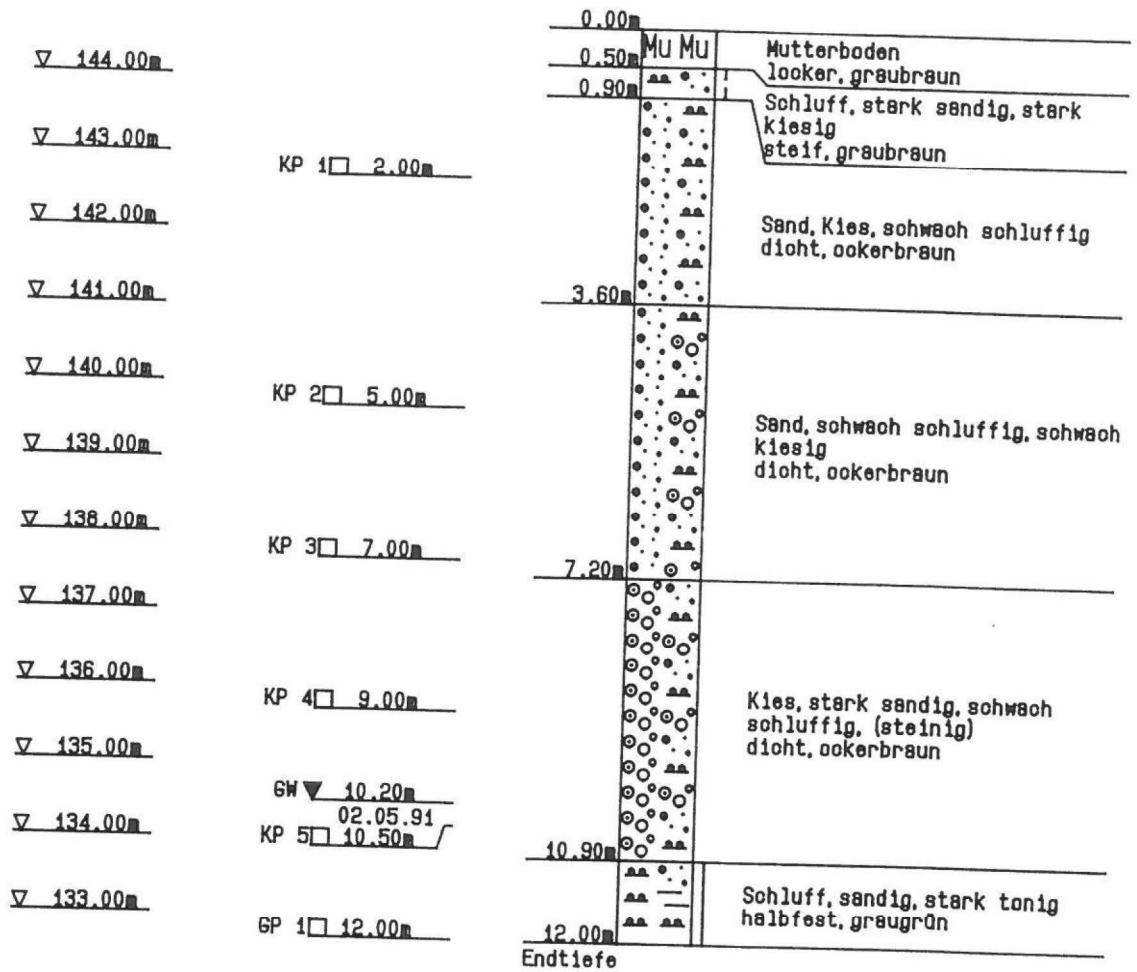 0.00m
Mu Mu
Mutterboden
144.00m
0.50m
locker, graubraun
0.90m
Schluff, stark sandig, stark
kiesig
steif, graubraun
143.00m
KP 1 2.00m
142.00m
Sand, Kies, schwach schluffig
dicht, ockerbraun
141.00m
3.60m
140.00m
KP 2 5.00m
139.00m
Sand, schwach schluffig, schwach
kiesig
dicht, ockerbraun
138.00m
KP 3 7.00m
7.20m
137.00m
136.00m
KP 4 9.00m
Kies, stark sandig, schwach
schluffig, (steinig)
dicht, ockerbraun
135.00m
GW 10.20m
02.05.91
134.00m
KP 5 10.50m
10.90m
133.00m
Schluff, sandig, stark tonig
halbfest, graugrün
GP 1 12.00m
12.00m
Endtiefe